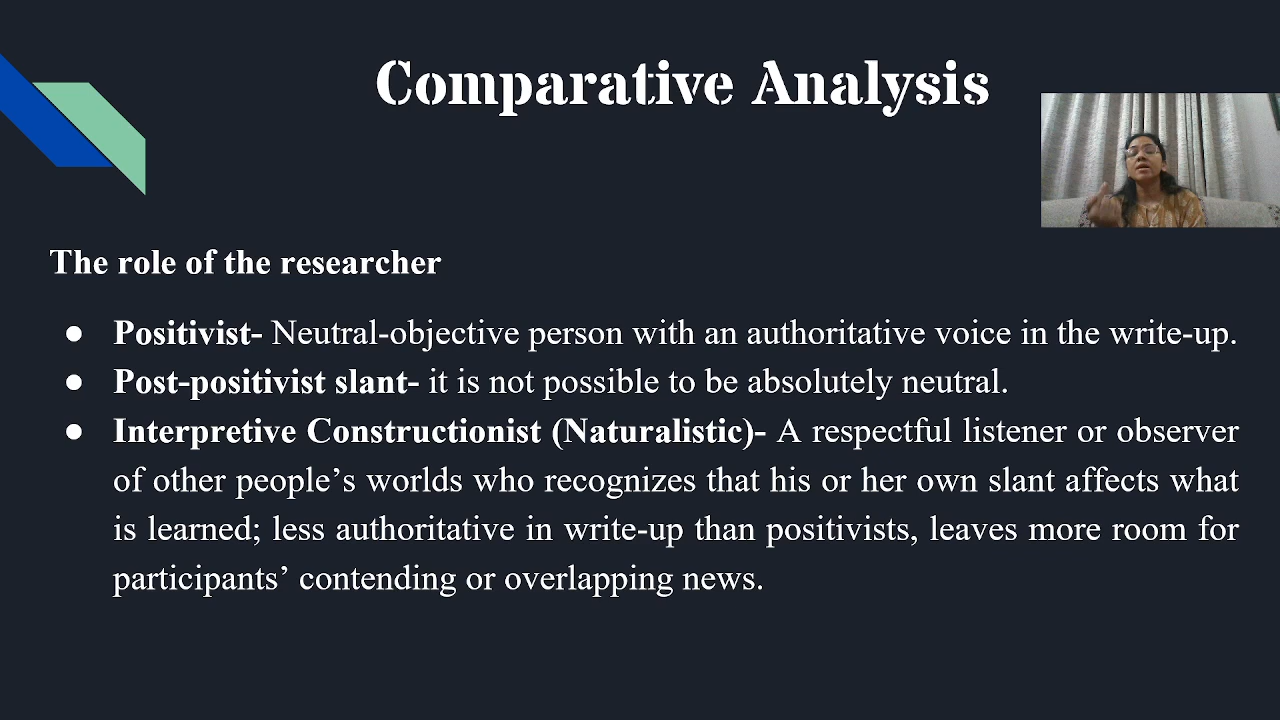 Comparative Analysis
The role of the researcher
● Positivist- Neutral-objective person with an authoritative voice in the write-up.
● Post-positivist slant- it is not possible to be absolutely neutral.
● Interpretive Constructionist (Naturalistic)- A respectful listener or observer
of other people’s worlds who recognizes that his or her own slant affects what
is learned; less authoritative in write-up than positivists, leaves more room for
participants’ contending or overlapping news.